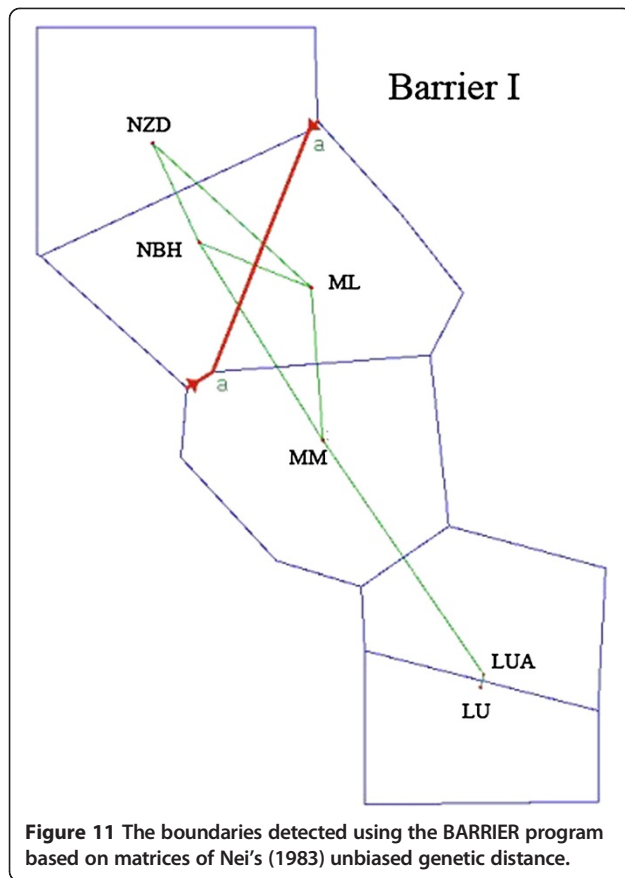 Barrier I
NZD
a
NBH
ML
a
MM
LUA
LU
Figure 11 The boundaries detected using the BARRIER program
based on matrices of Nei's (1983) unbiased genetic distance.